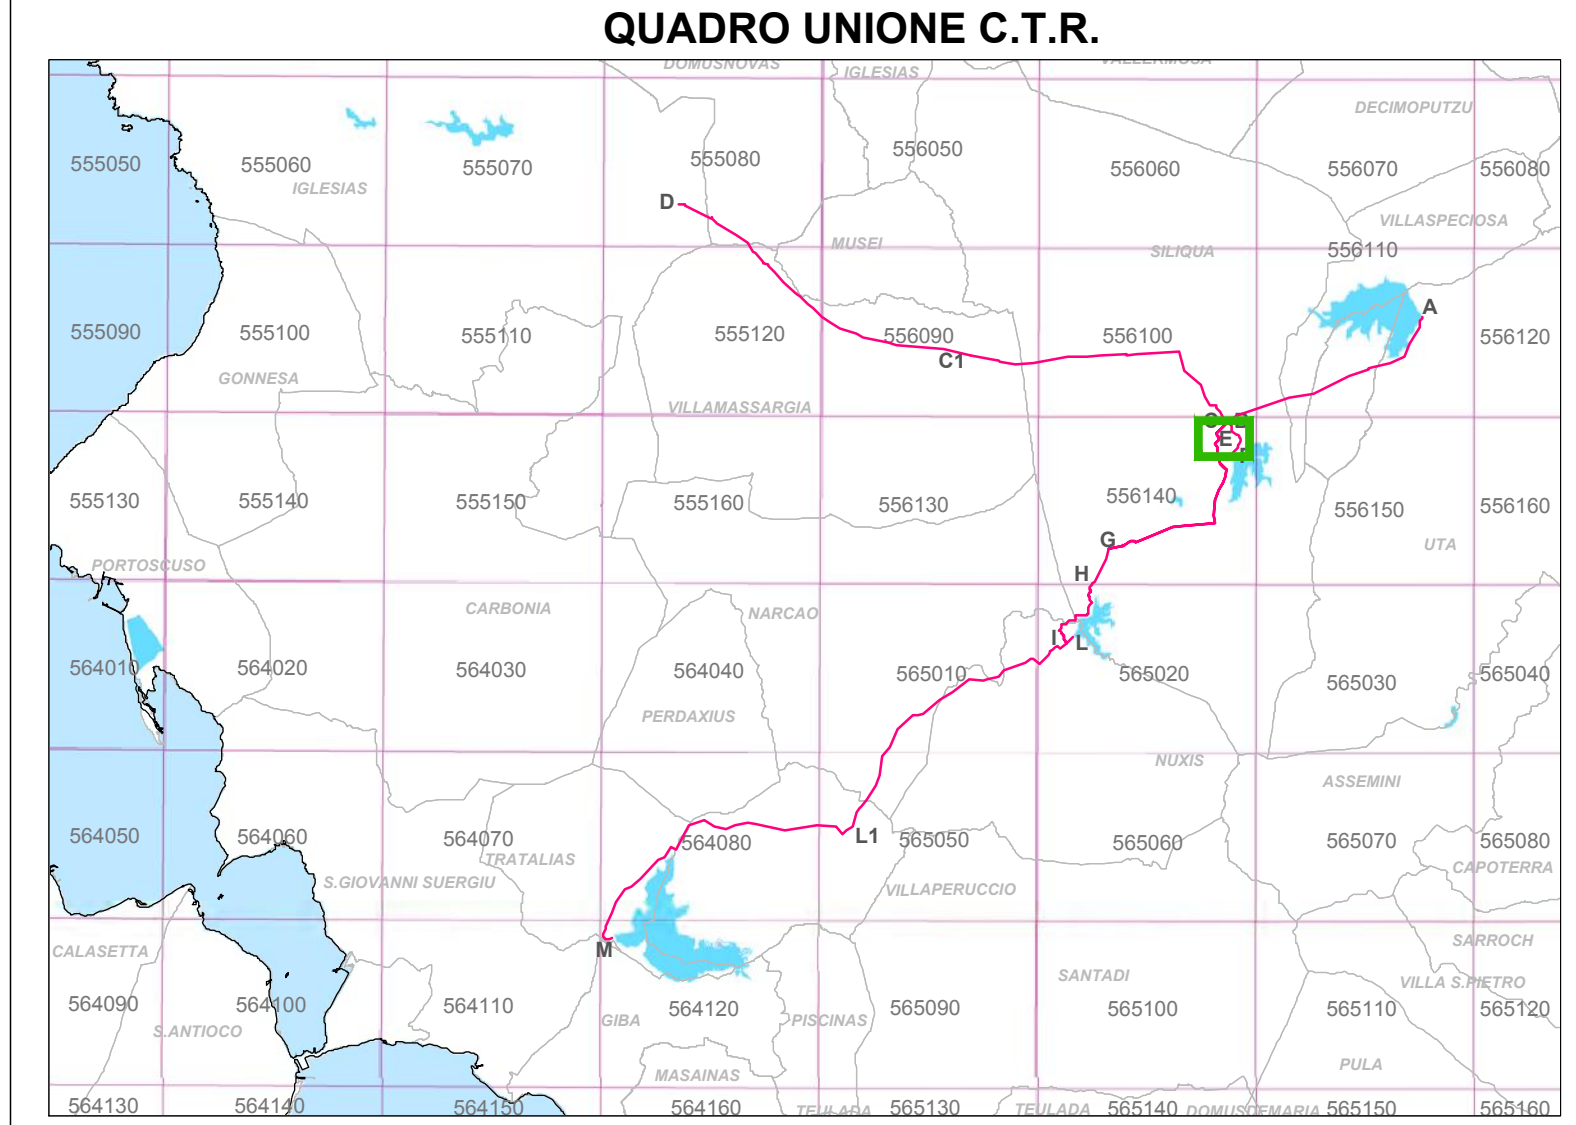 QUADRO UNIONE C.T.R.
DOMUSNOVAS
IGLESIAS
VALLERMOSA
DECIMOPUTZU
555050
555060
555070
555080
556050
556060
556070
556080
IGLESIAS
D
VILLASPECIOSA
MUSEI
SILIQUA
556110
A
555090
555100
555110
555120
556090
556100
556120
C1
GONNESA
VILLAMASSARGIA
C
B
E
F
555130
555140
555150
555160
556130
556140
556150
556160
G
UTA
PORTOSCUSO
H
CARBONIA
NARCAO
I
L
564010
564020
564030
564040
565010
565020
565030
565040
PERDAXIUS
NUXIS
ASSEMINI
564050
564060
564070
564080
L1
565050
565060
565070
565080
TRATALIAS
CAPOTERRA
S.GIOVANNI SUERGIU
VILLAPERUCCIO
M
CALASETTA
SARROCH
SANTADI
VILLA S.PIETRO
564090
564100
564110
564120
565090
565100
565110
565120
S.ANTIOCO
GIBA
PISCINAS
PULA
MASAINAS
564130
564140
564150
564160
TEULADA
565130
TEULADA
565140
DOMUSDEMARIA
565150
565160